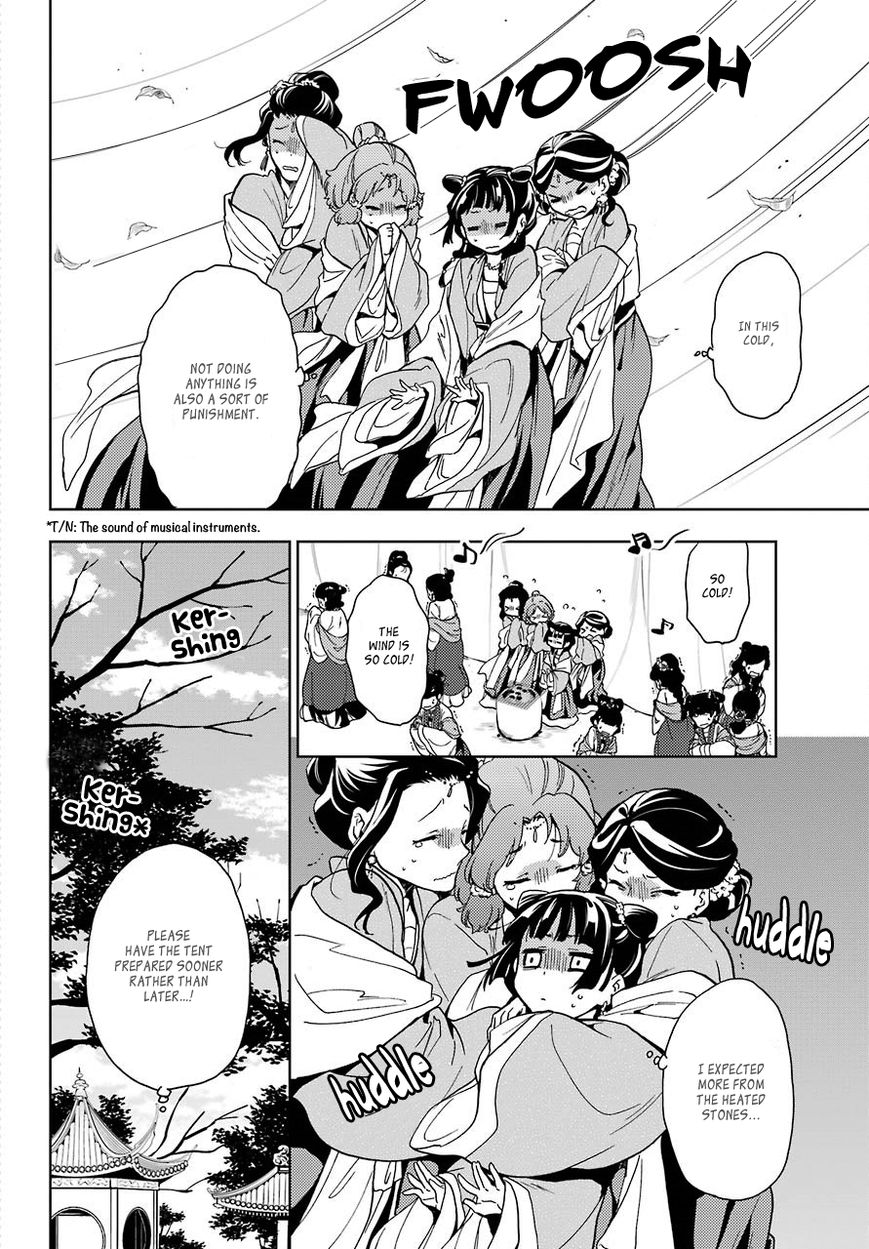 FWOOSH
IN THIS
COLD,
NOT DOING
ANYTHING IS
ALSO A SORT OF
PUNISHMENT.
*T/N: The sound of musical instruments.
SO
COLD!
THE
WIND IS
SO COLD!
huddle
huddle
I EXPECTED
MORE FROM
THE HEATED
STONES...
Ker-
Shing
Ker-
Shing*
PLEASE
HAVE THE TENT
PREPARED SOONER
RATHER THAN
LATER...!